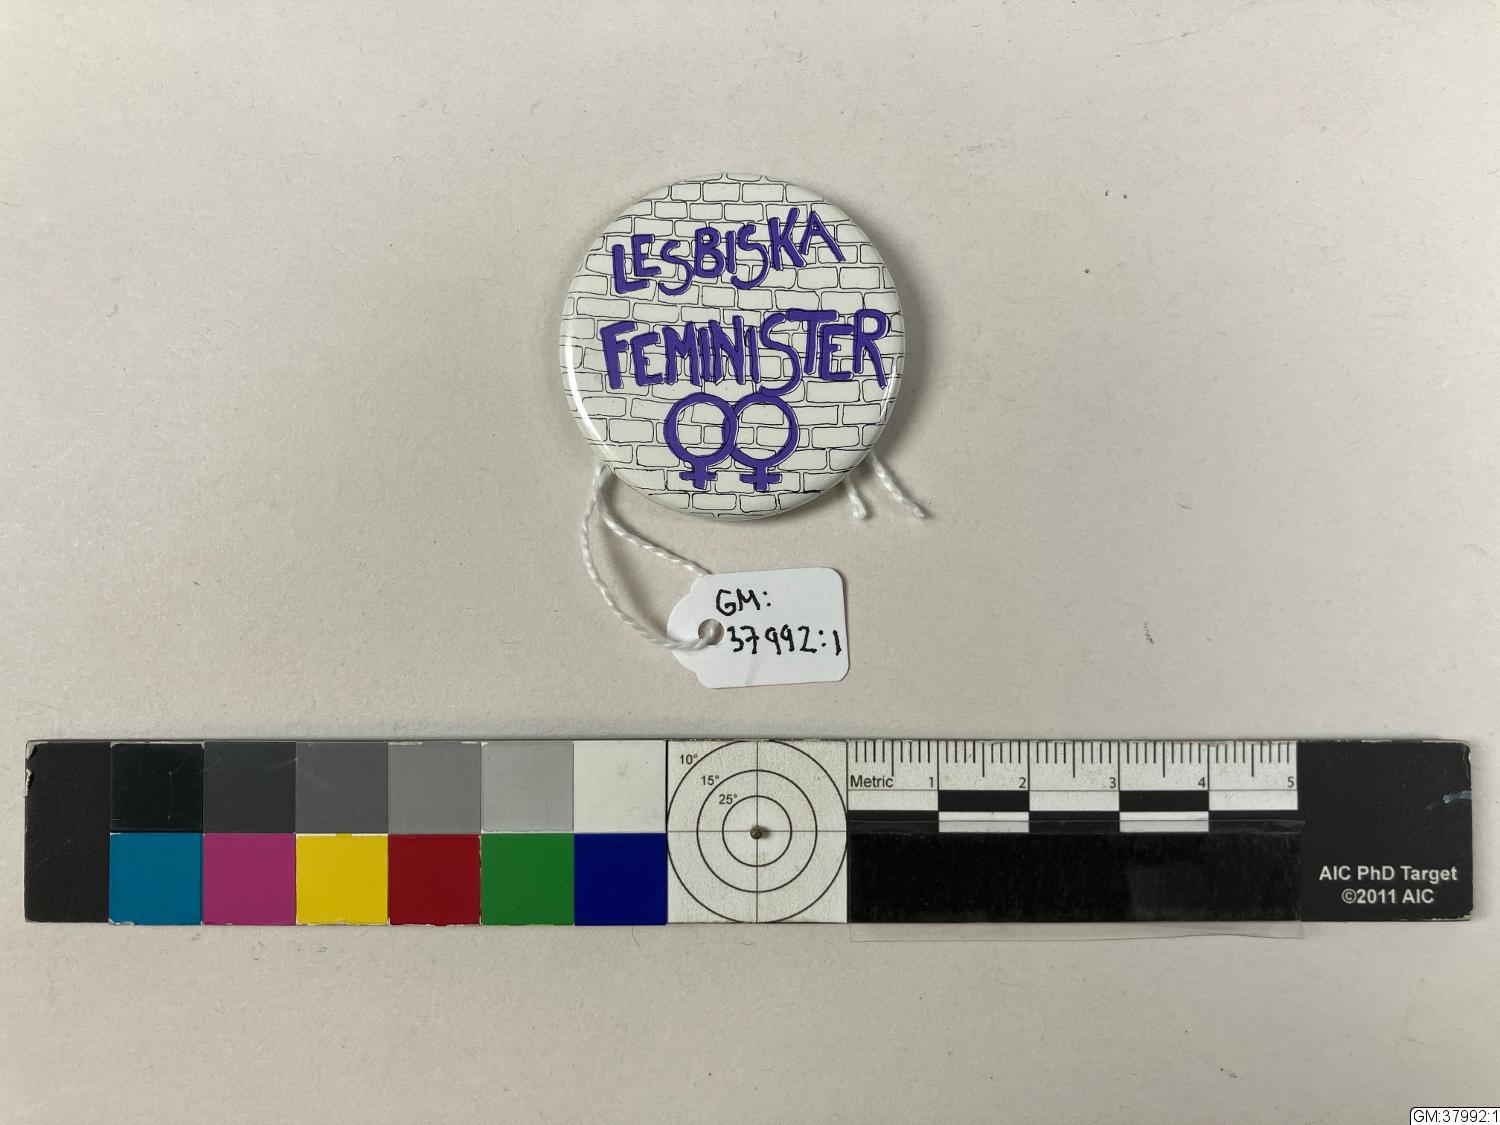 LESBISKA
FEMINISTER
GM:
37992:1
10°
15°
25°
Metric 1 2 3 4 5
AIC PhD Target
©2011 AIC
GM:37992:1